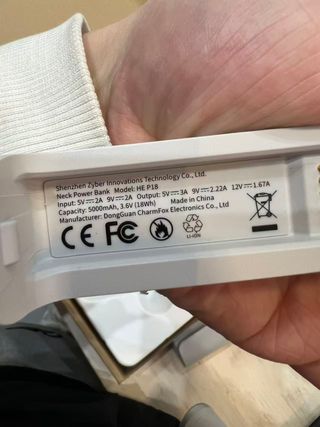 Shenzhen Zyber Innovations Technology Co., Ltd.
Neck Power Bank Model: HE P18
Input: 5V⎓2A 9V⎓2A Output: 5V⎓3A 9V⎓2.22A 12V⎓1.67A
Capacity: 5000mAh, 3.6V (18Wh) Made in China
Manufacturer: DongGuan CharmFox Electronics Co., Ltd
CE FC
LI-ION